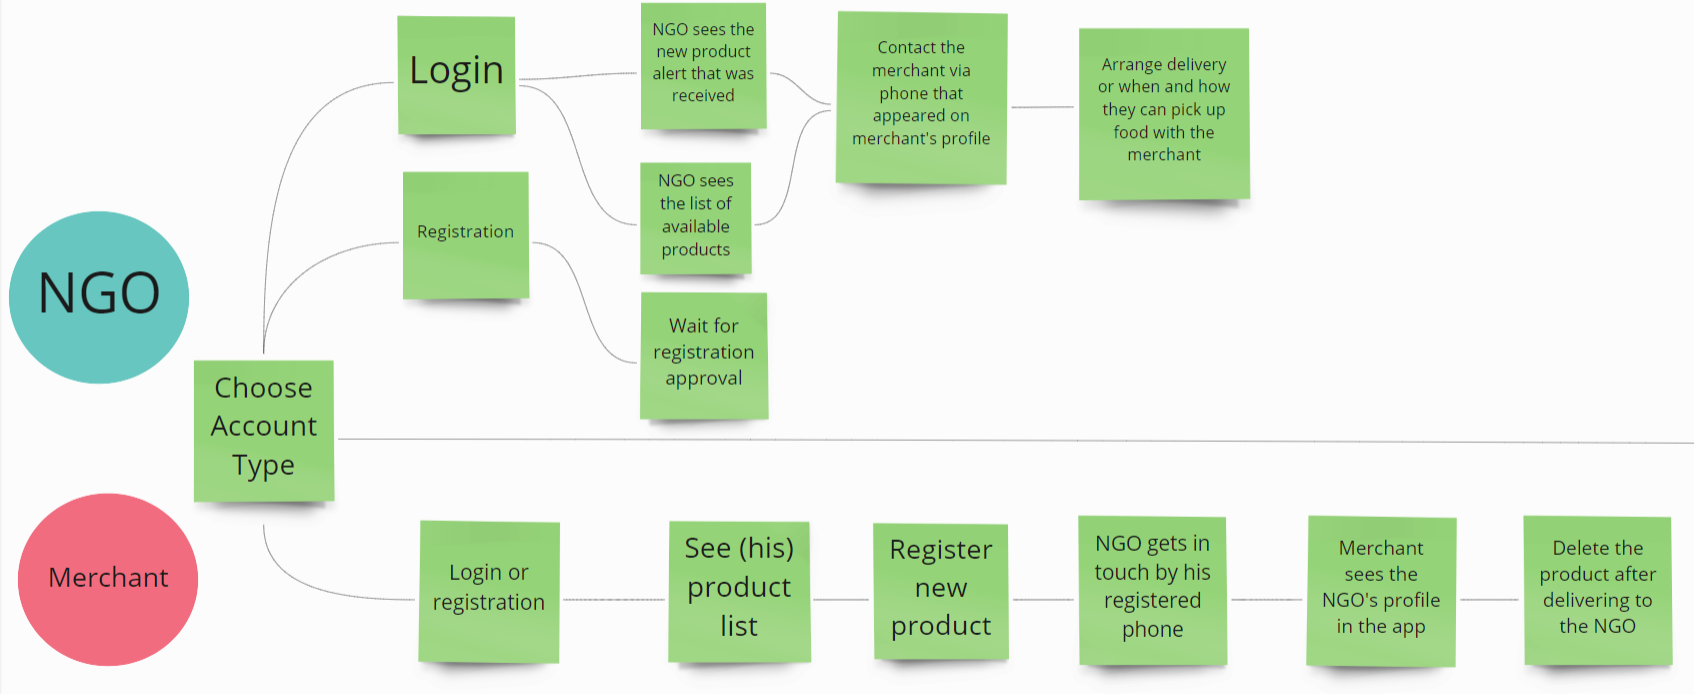 NGO
Choose
Account
Type
Login
NGO sees the
new product
alert that was
received
Contact the
merchant via
phone that
appeared on
merchant's profile
Arrange delivery
or when and how
they can pick up
food with the
merchant
Registration
NGO sees
the list of
available
products
Wait for
registration
approval
Merchant
Login or
registration
See (his)
product
list
Register
new
product
NGO gets in
touch by his
registered
phone
Merchant
sees the
NGO's profile
in the app
Delete the
product after
delivering to
the NGO